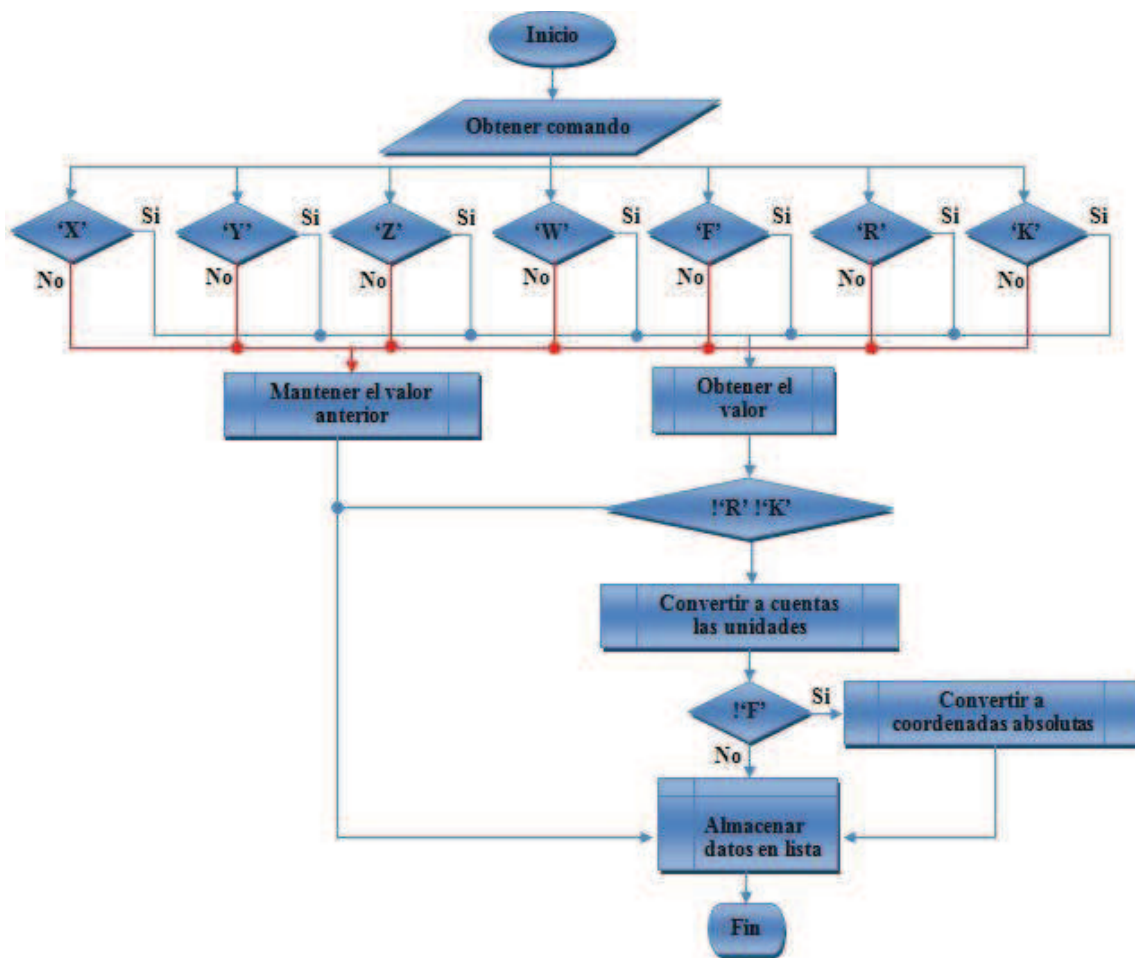 Inicio
Obtener comando
‘X’
Si
No
‘Y’
Si
No
‘Z’
Si
No
‘W’
Si
No
‘F’
Si
No
‘R’
Si
No
‘K’
Si
No
Mantener el valor
anterior
Obtener el
valor
!‘R’ !‘K’
Convertir a cuentas
las unidades
!‘F’
Si
No
Convertir a
coordenadas absolutas
Almacenar
datos en lista
Fin